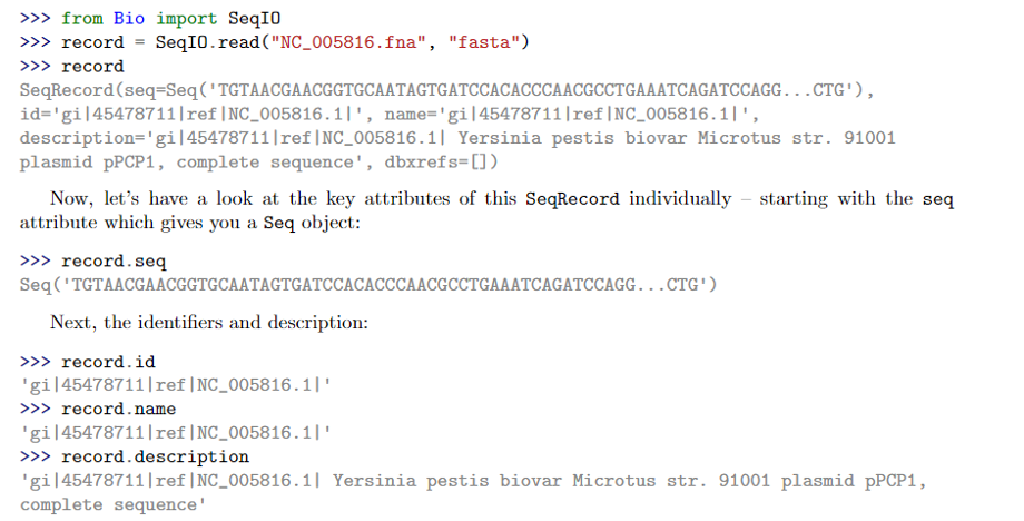 >>> from Bio import SeqIO
>>> record = SeqIO.read("NC_005816.fna", "fasta")
>>> record
SeqRecord(seq=Seq('TGTAACGAACGGTGCAATAGTGATCCACACCCAACGCCTGAAATCAGATCCAGG...CTG'),
id='gi|45478711|ref|NC_005816.1|', name='gi|45478711|ref|NC_005816.1|',
description='gi|45478711|ref|NC_005816.1| Yersinia pestis biovar Microtus str. 91001
plasmid pPCP1, complete sequence', dbxrefs=[])
Now, let's have a look at the key attributes of this SeqRecord individually – starting with the seq
attribute which gives you a Seq object:
>>> record.seq
Seq('TGTAACGAACGGTGCAATAGTGATCCACACCCAACGCCTGAAATCAGATCCAGG...CTG')
Next, the identifiers and description:
>>> record.id
'gi|45478711|ref|NC_005816.1|'
>>> record.name
'gi|45478711|ref|NC_005816.1|'
>>> record.description
'gi|45478711|ref|NC_005816.1| Yersinia pestis biovar Microtus str. 91001 plasmid pPCP1,
complete sequence'